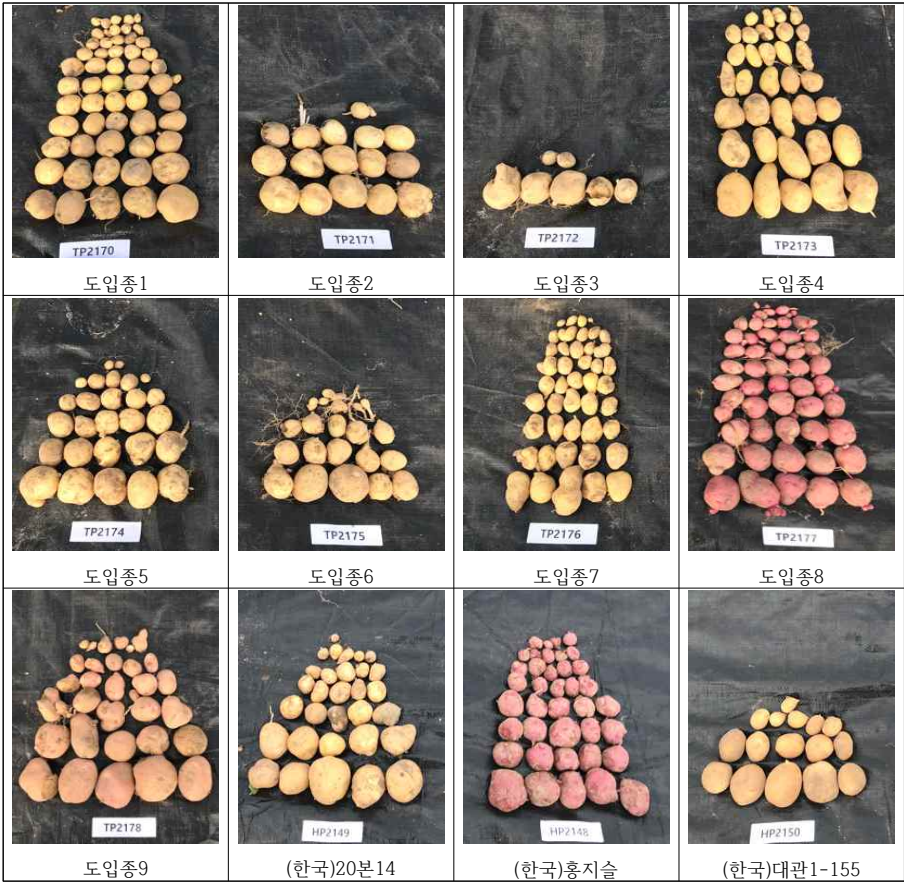 TP2170
TP2171
TP2172
TP2173
도입종1
도입종2
도입종3
도입종4
TP2174
TP2175
TP2176
TP2177
도입종5
도입종6
도입종7
도입종8
TP2178
HP2149
HP2148
HP2150
도입종9
(한국)20본14
(한국)홍지슬
(한국)대관1-155